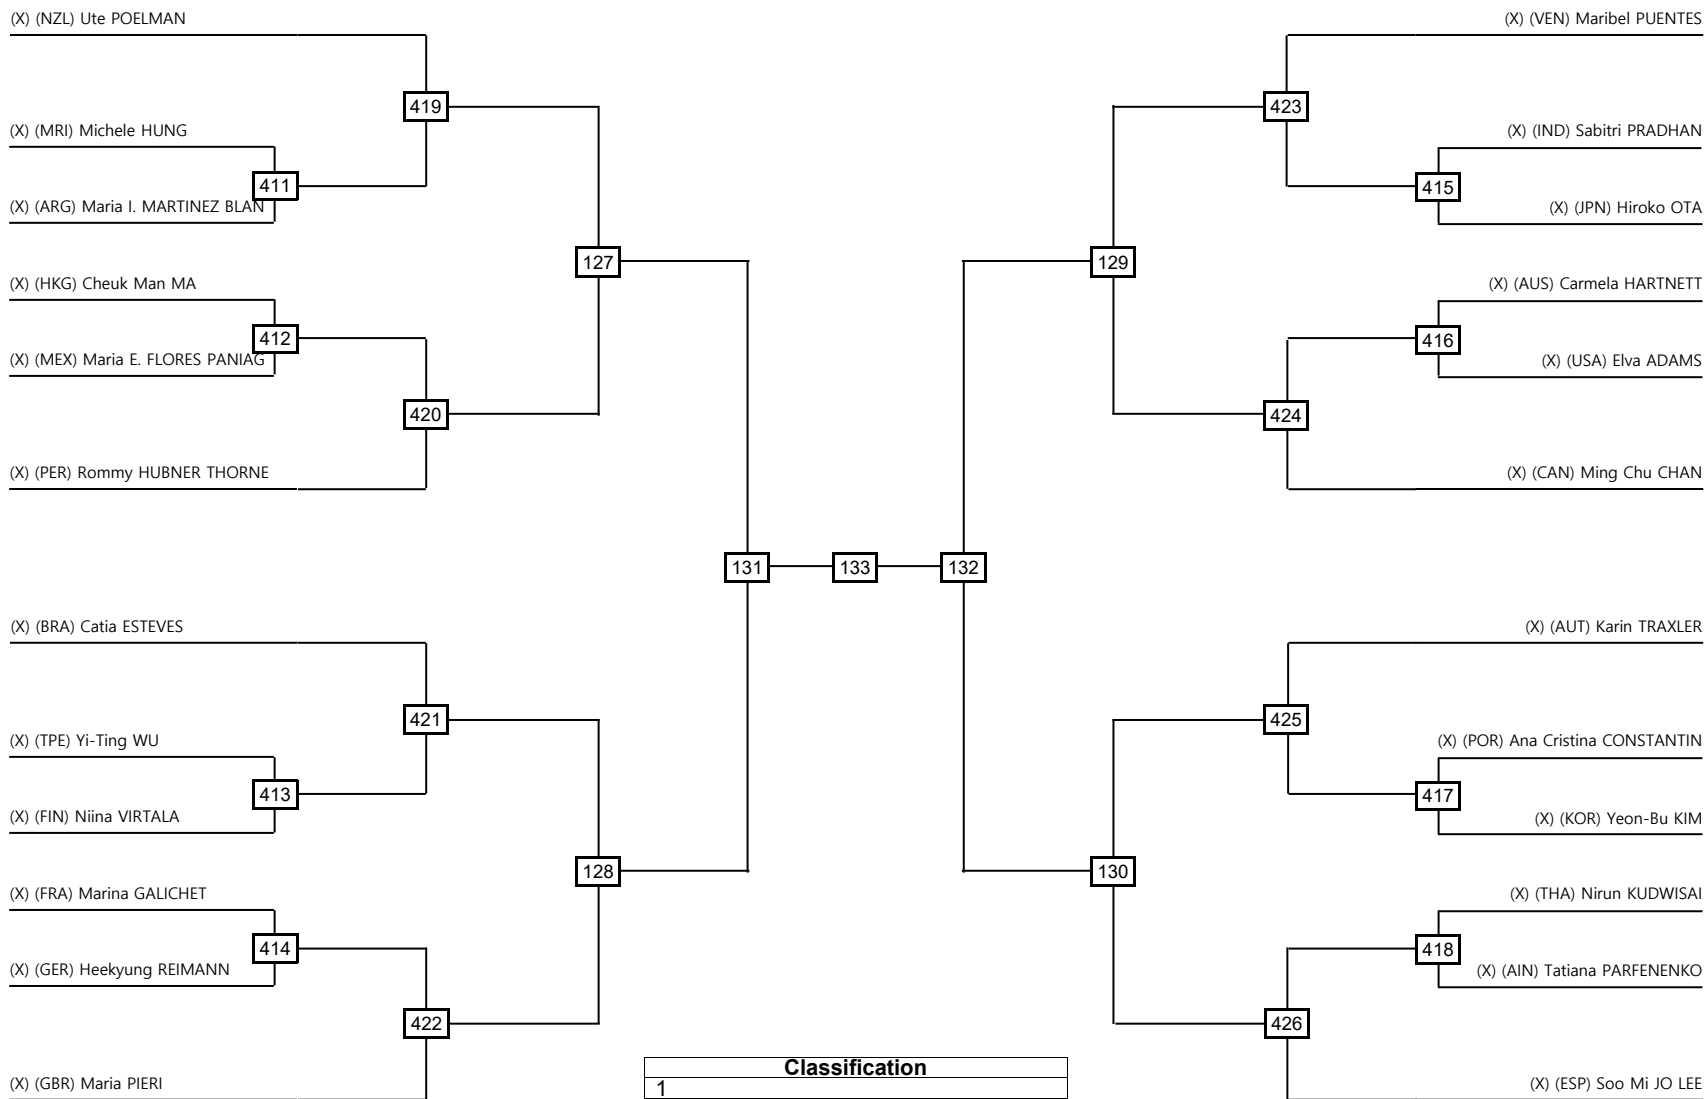 (X) (NZL) Ute POELMAN
(X) (VEN) Maribel PUENTES
419
423
(X) (MRI) Michele HUNG
(X) (IND) Sabitri PRADHAN
411
415
(X) (ARG) Maria I. MARTINEZ BLAN
(X) (JPN) Hiroko OTA
127
129
(X) (HKG) Cheuk Man MA
(X) (AUS) Carmela HARTNETT
412
416
(X) (MEX) Maria E. FLORES PANIAG
(X) (USA) Elva ADAMS
420
424
(X) (PER) Rommy HUBNER THORNE
(X) (CAN) Ming Chu CHAN
131
133
132
(X) (BRA) Catia ESTEVES
(X) (AUT) Karin TRAXLER
421
425
(X) (TPE) Yi-Ting WU
(X) (POR) Ana Cristina CONSTANTIN
413
417
(X) (FIN) Niina VIRTALA
(X) (KOR) Yeon-Bu KIM
128
130
(X) (FRA) Marina GALICHET
(X) (THA) Nirun KUDWISAI
414
418
(X) (GER) Heekyung REIMANN
(X) (AIN) Tatiana PARFENENKO
422
426
Classification
(X) (GBR) Maria PIERI
1
(X) (ESP) Soo Mi JO LEE